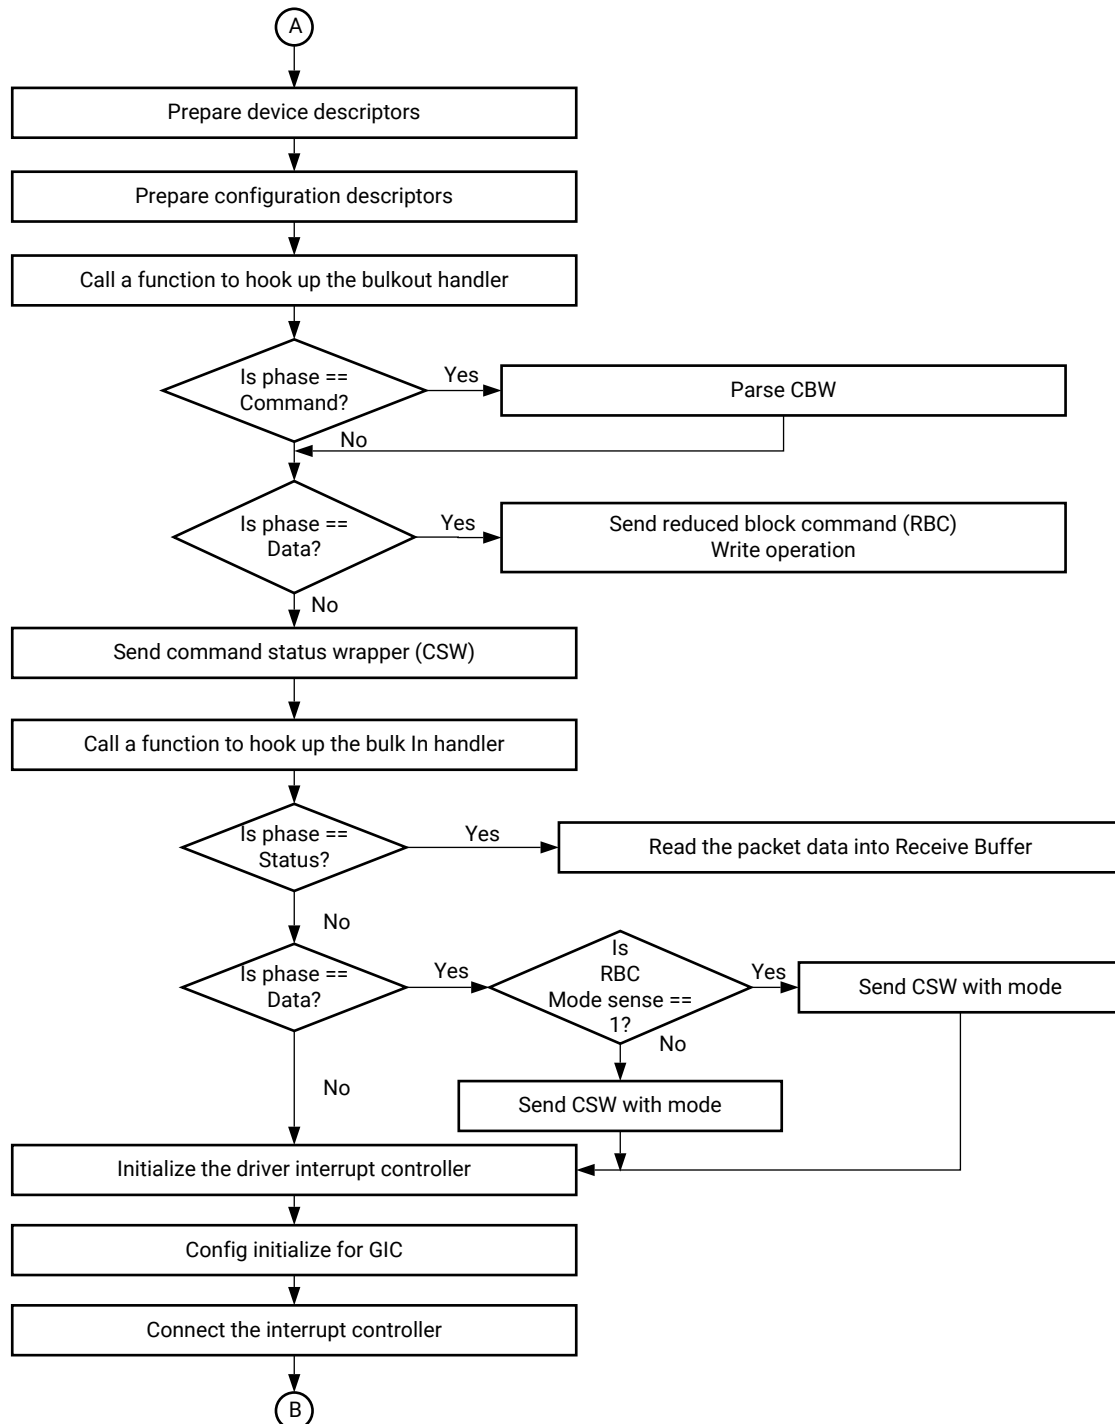 A
Prepare device descriptors
Prepare configuration descriptors
Call a function to hook up the bulkout handler
Is phase ==
Command?
Yes
Parse CBW
No
Is phase ==
Data?
Yes
Send reduced block command (RBC)
Write operation
No
Send command status wrapper (CSW)
Call a function to hook up the bulk In handler
Is phase ==
Status?
Yes
Read the packet data into Receive Buffer
No
Is phase ==
Data?
Yes
Is
RBC
Mode sense ==
1?
Yes
Send CSW with mode
No
No
Send CSW with mode
Initialize the driver interrupt controller
Config initialize for GIC
Connect the interrupt controller
B